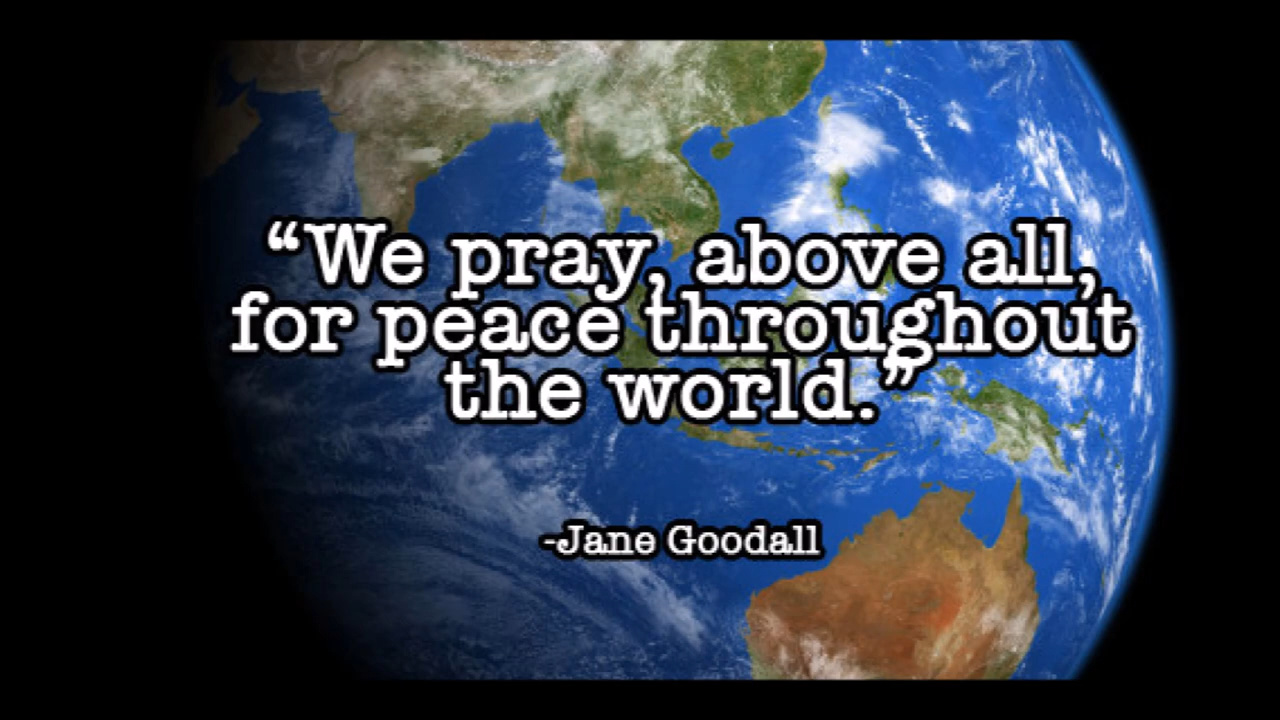 “We pray, above all,
for peace throughout
the world.”
-Jane Goodall